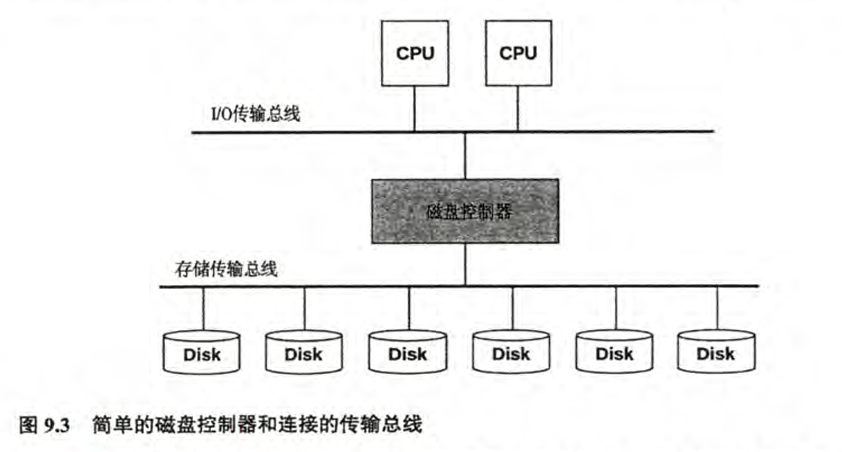 CPU CPU
I/O传输总线
磁盘控制器
存储传输总线
Disk Disk Disk Disk Disk Disk
图 9.3 简单的磁盘控制器和连接的传输总线